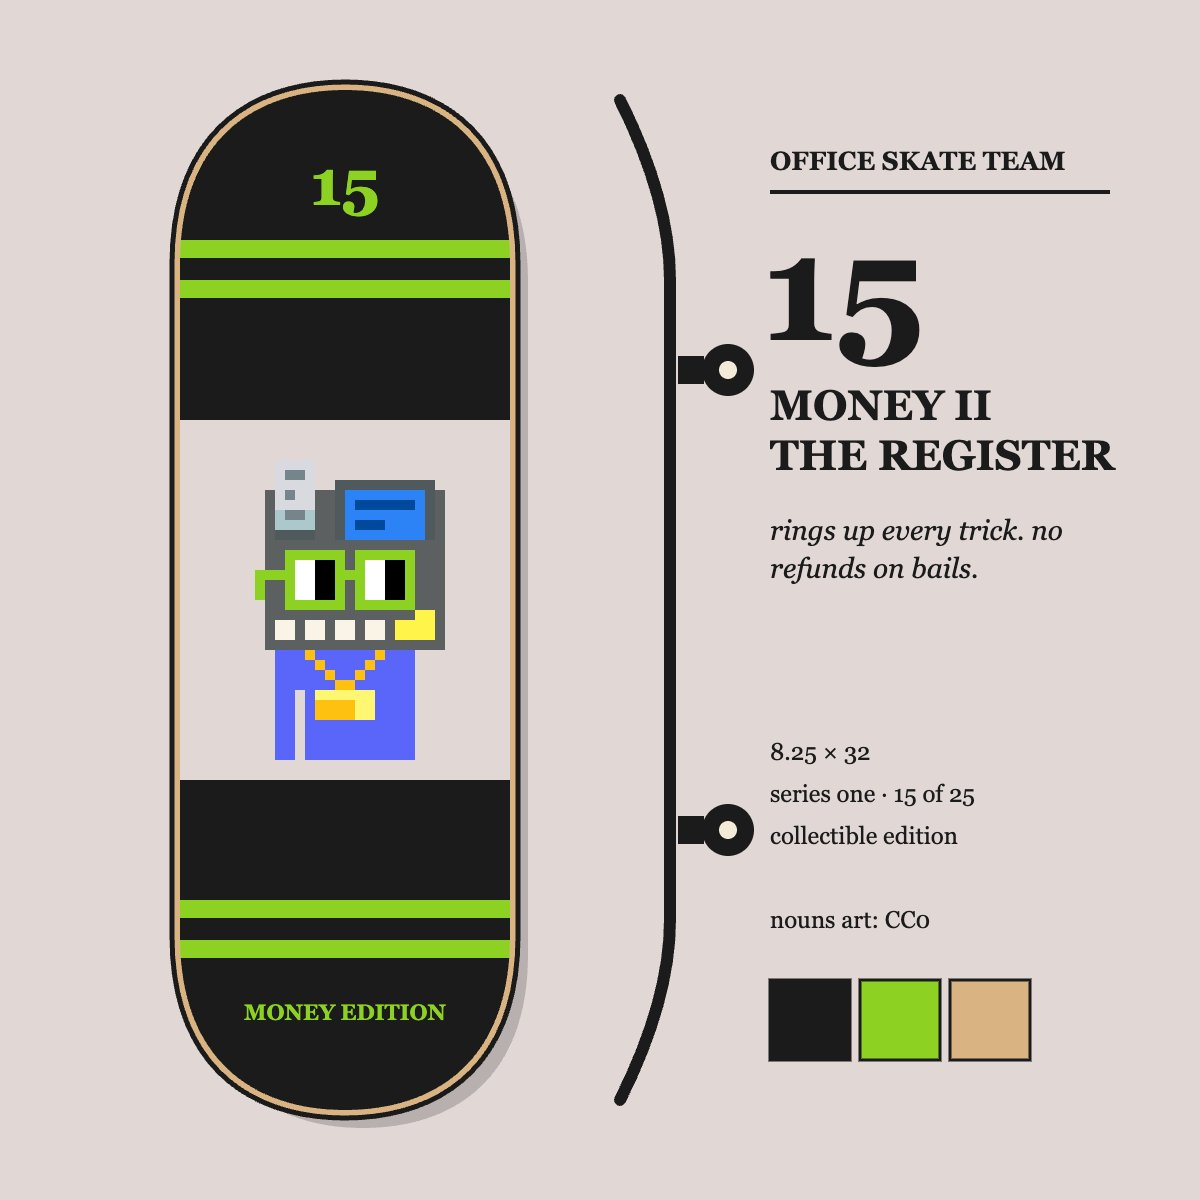 15
MONEY EDITION
OFFICE SKATE TEAM
15
MONEY II
THE REGISTER
rings up every trick. no
refunds on bails.
8.25 × 32
series one · 15 of 25
collectible edition
nouns art: CC0